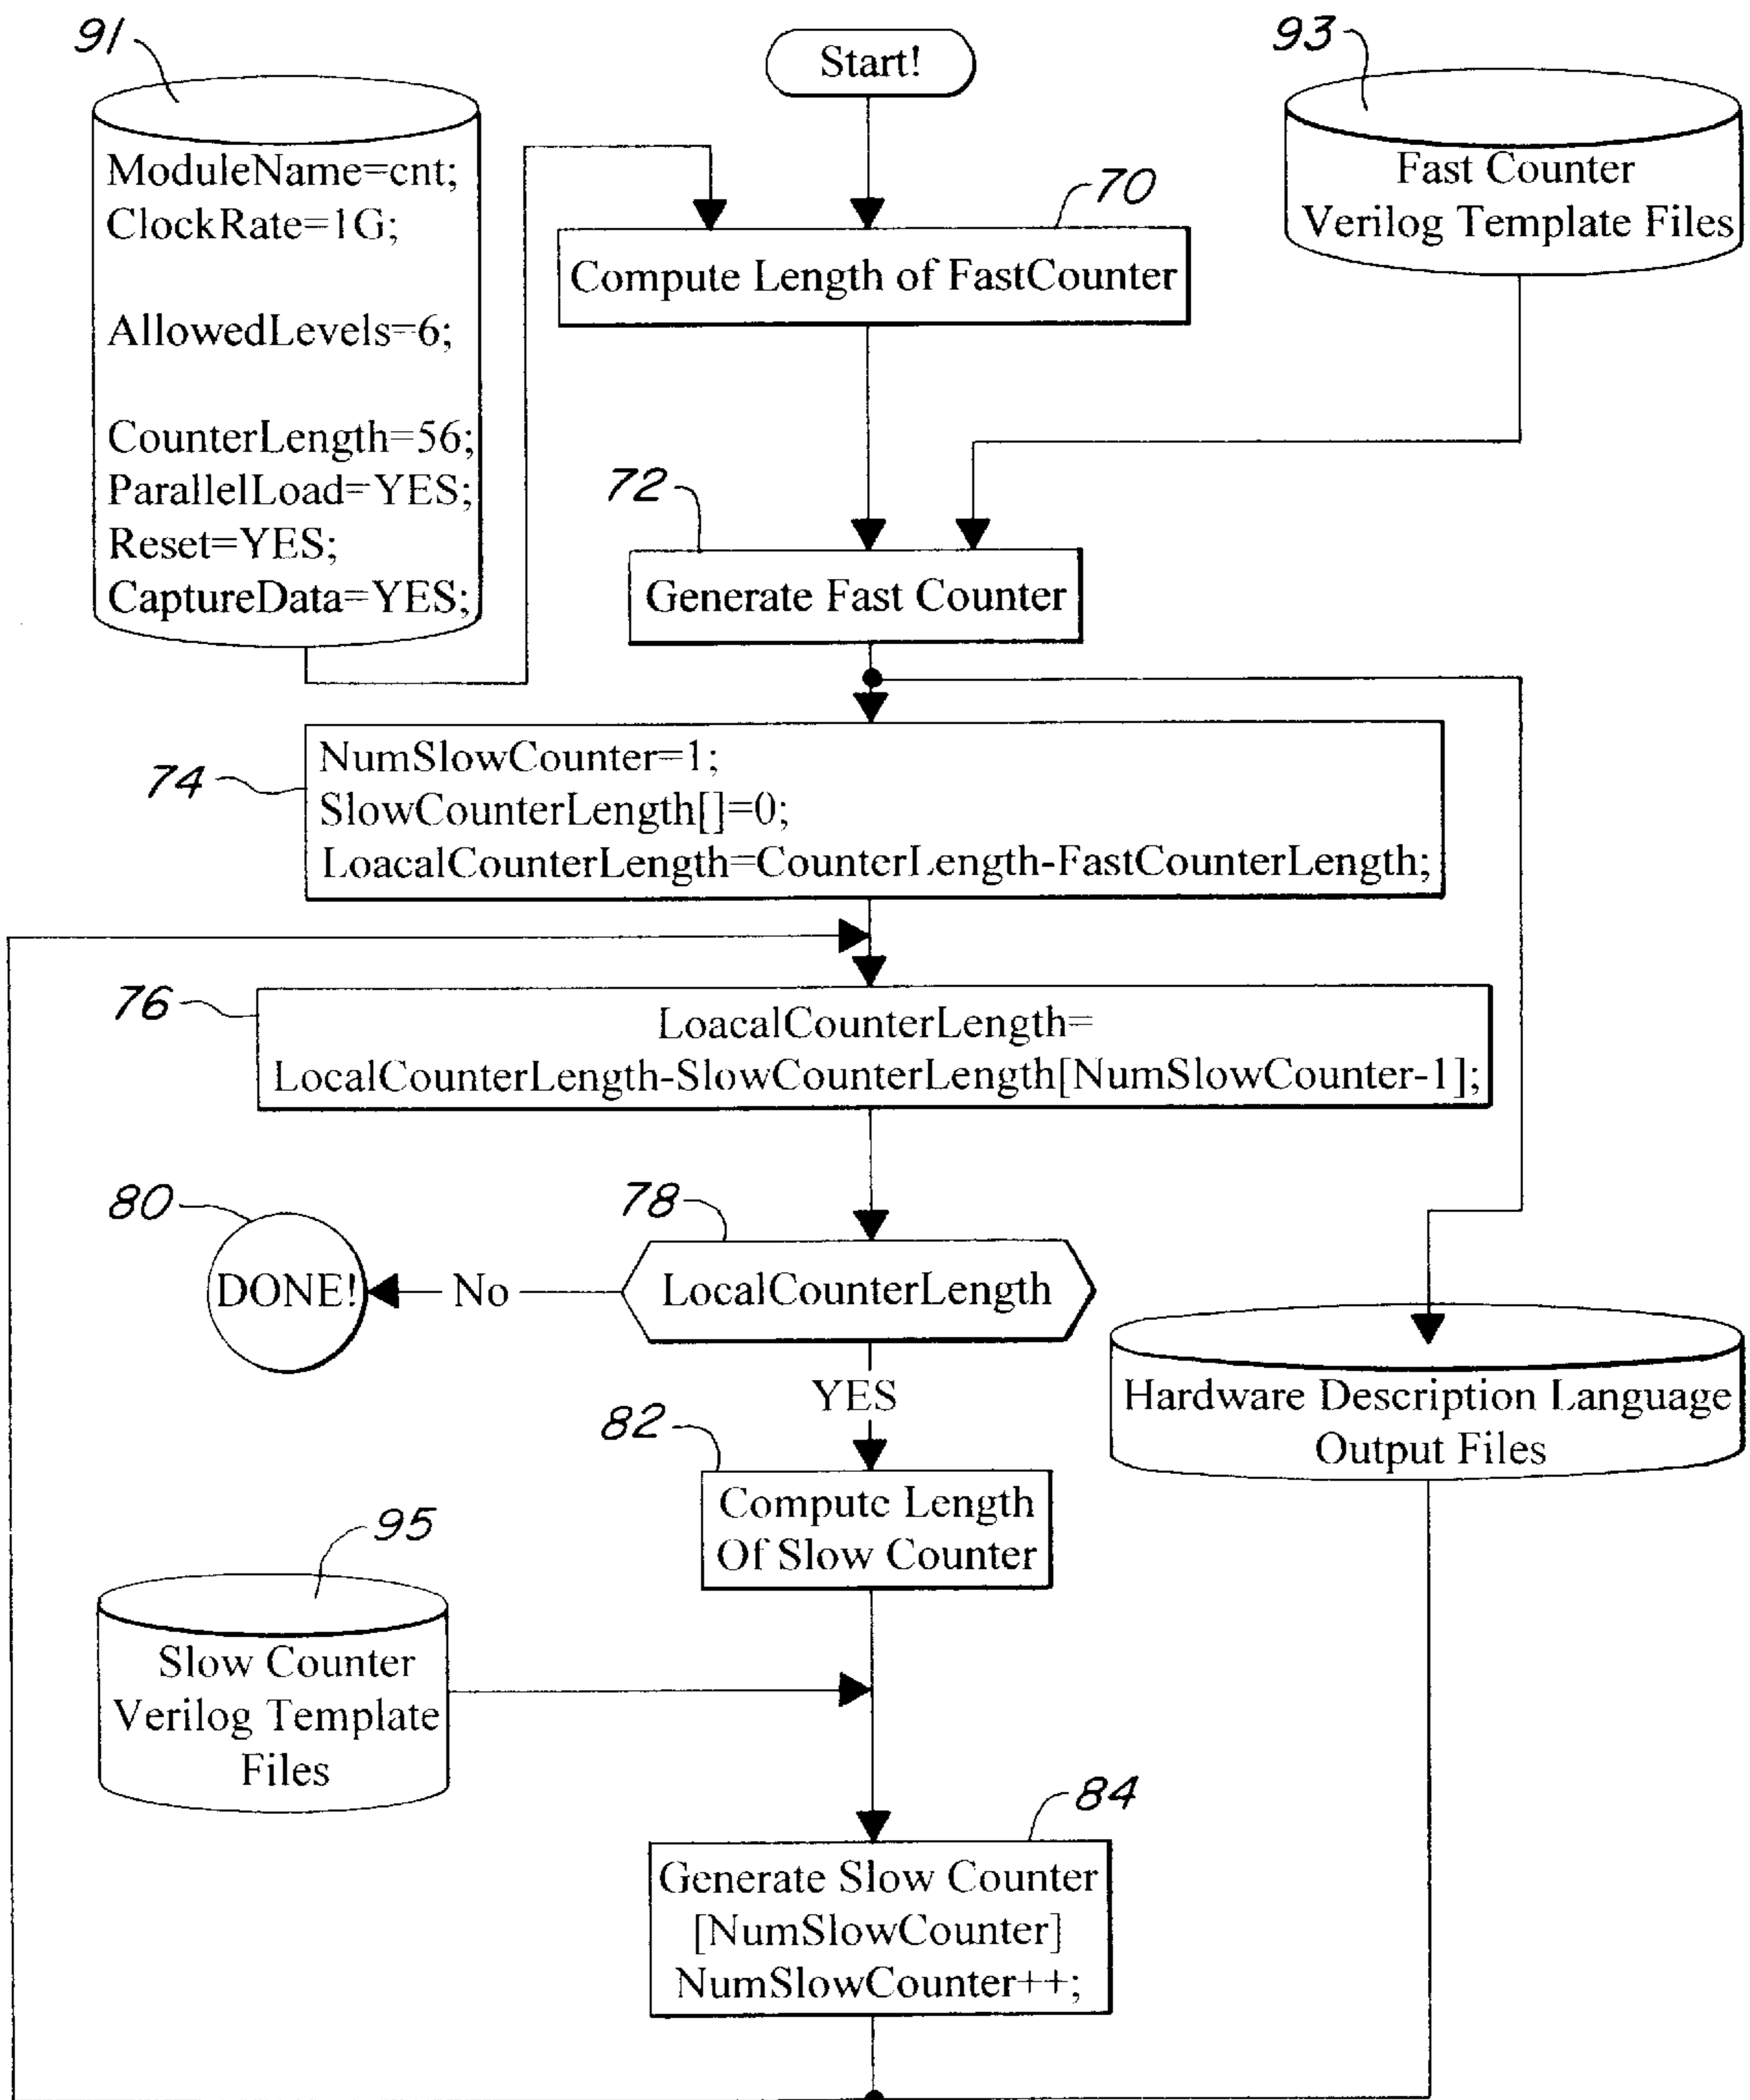 91
Start!
93
ModuleName=cnt;
ClockRate=1G;
AllowedLevels=6;
CounterLength=56;
ParallelLoad=YES;
Reset=YES;
CaptureData=YES;
70
Compute Length of FastCounter
Fast Counter
Verilog Template Files
72
Generate Fast Counter
74
NumSlowCounter=1;
SlowCounterLength[]=0;
LoacalCounterLength=CounterLength-FastCounterLength;
76
LoacalCounterLength=
LocalCounterLength-SlowCounterLength[NumSlowCounter-1];
80
DONE!
No
78
LocalCounterLength
YES
Hardware Description Language
Output Files
82
Compute Length
Of Slow Counter
95
Slow Counter
Verilog Template
Files
84
Generate Slow Counter
[NumSlowCounter]
NumSlowCounter++;